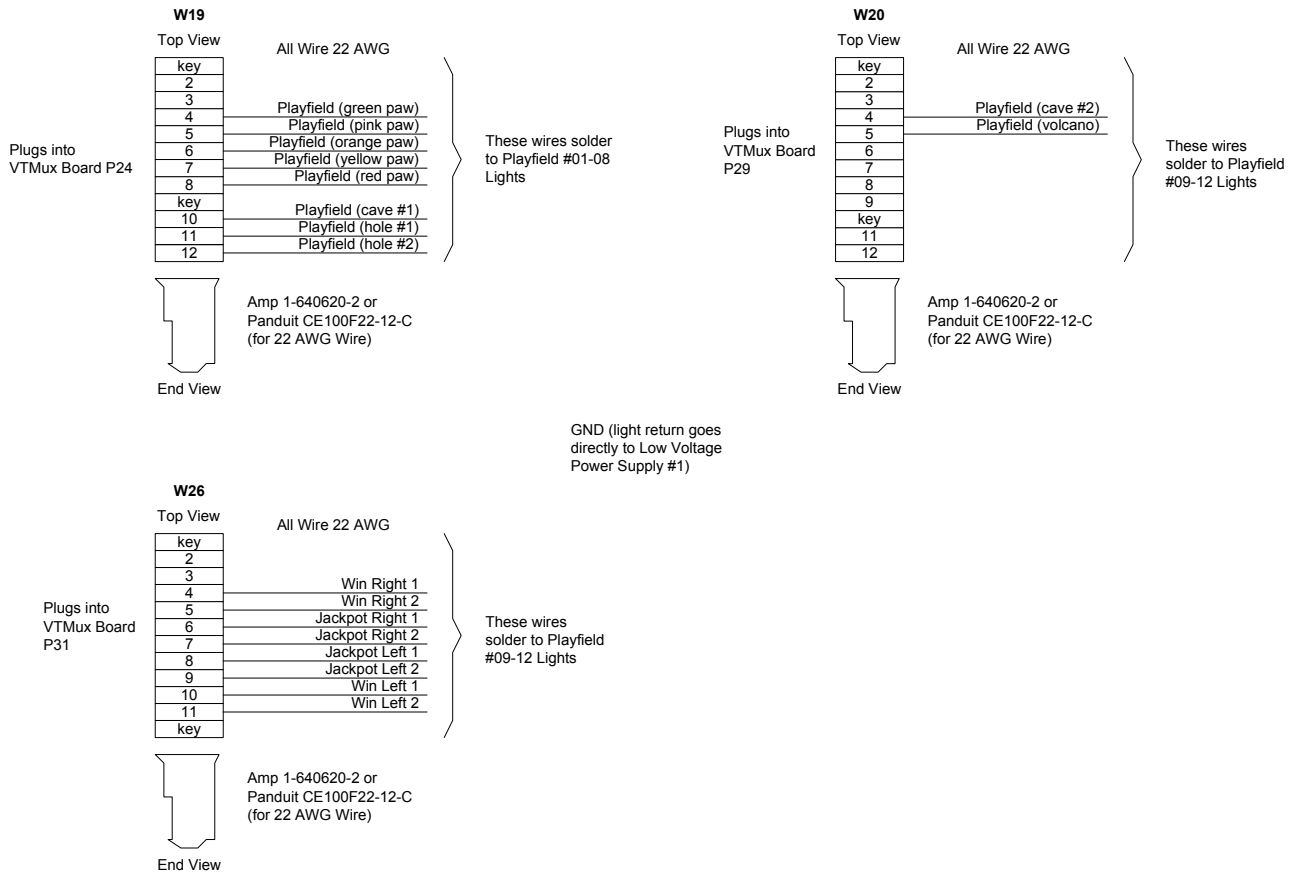 W19
Top View
All Wire 22 AWG
key
2
3
4
5
6
7
8
key
10
11
12
Playfield (green paw)
Playfield (pink paw)
Playfield (orange paw)
Playfield (yellow paw)
Playfield (red paw)
Playfield (cave #1)
Playfield (hole #1)
Playfield (hole #2)
Plugs into
VTMux Board P24
These wires solder
to Playfield #01-08
Lights
Amp 1-640620-2 or
Panduit CE100F22-12-C
(for 22 AWG Wire)
End View
W20
Top View
All Wire 22 AWG
key
2
3
4
5
6
7
8
9
key
11
12
Playfield (cave #2)
Playfield (volcano)
Plugs into
VTMux Board
P29
These wires
solder to Playfield
#09-12 Lights
Amp 1-640620-2 or
Panduit CE100F22-12-C
(for 22 AWG Wire)
End View
GND (light return goes
directly to Low Voltage
Power Supply #1)
W26
Top View
All Wire 22 AWG
key
2
3
4
5
6
7
8
9
10
11
key
Win Right 1
Win Right 2
Jackpot Right 1
Jackpot Right 2
Jackpot Left 1
Jackpot Left 2
Win Left 1
Win Left 2
Plugs into
VTMux Board
P31
These wires
solder to Playfield
#09-12 Lights
Amp 1-640620-2 or
Panduit CE100F22-12-C
(for 22 AWG Wire)
End View